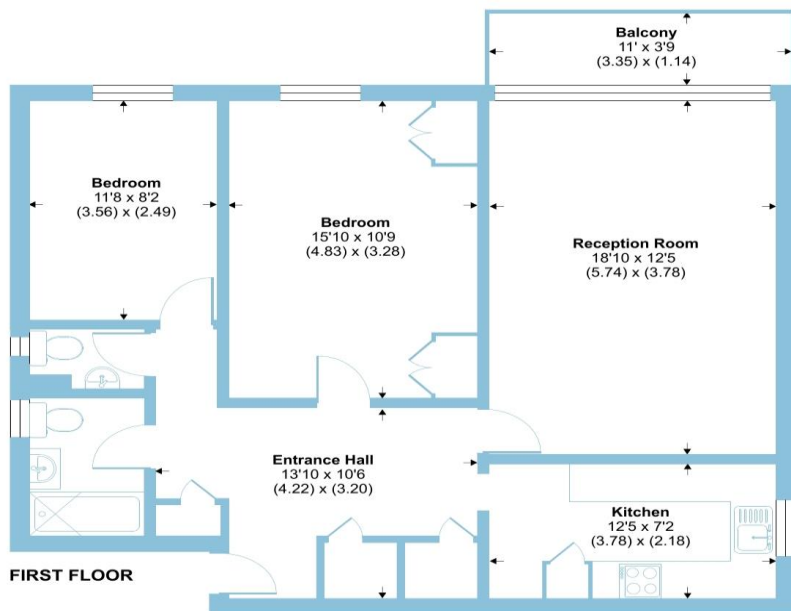 Balcony
11' x 3'9
(3.35) x (1.14)
Bedroom
11'8 x 8'2
(3.56) x (2.49)
Bedroom
15'10 x 10'9
(4.83) x (3.28)
Reception Room
18'10 x 12'5
(5.74) x (3.78)
Entrance Hall
13'10 x 10'6
(4.22) x (3.20)
Kitchen
12'5 x 7'2
(3.78) x (2.18)
FIRST FLOOR